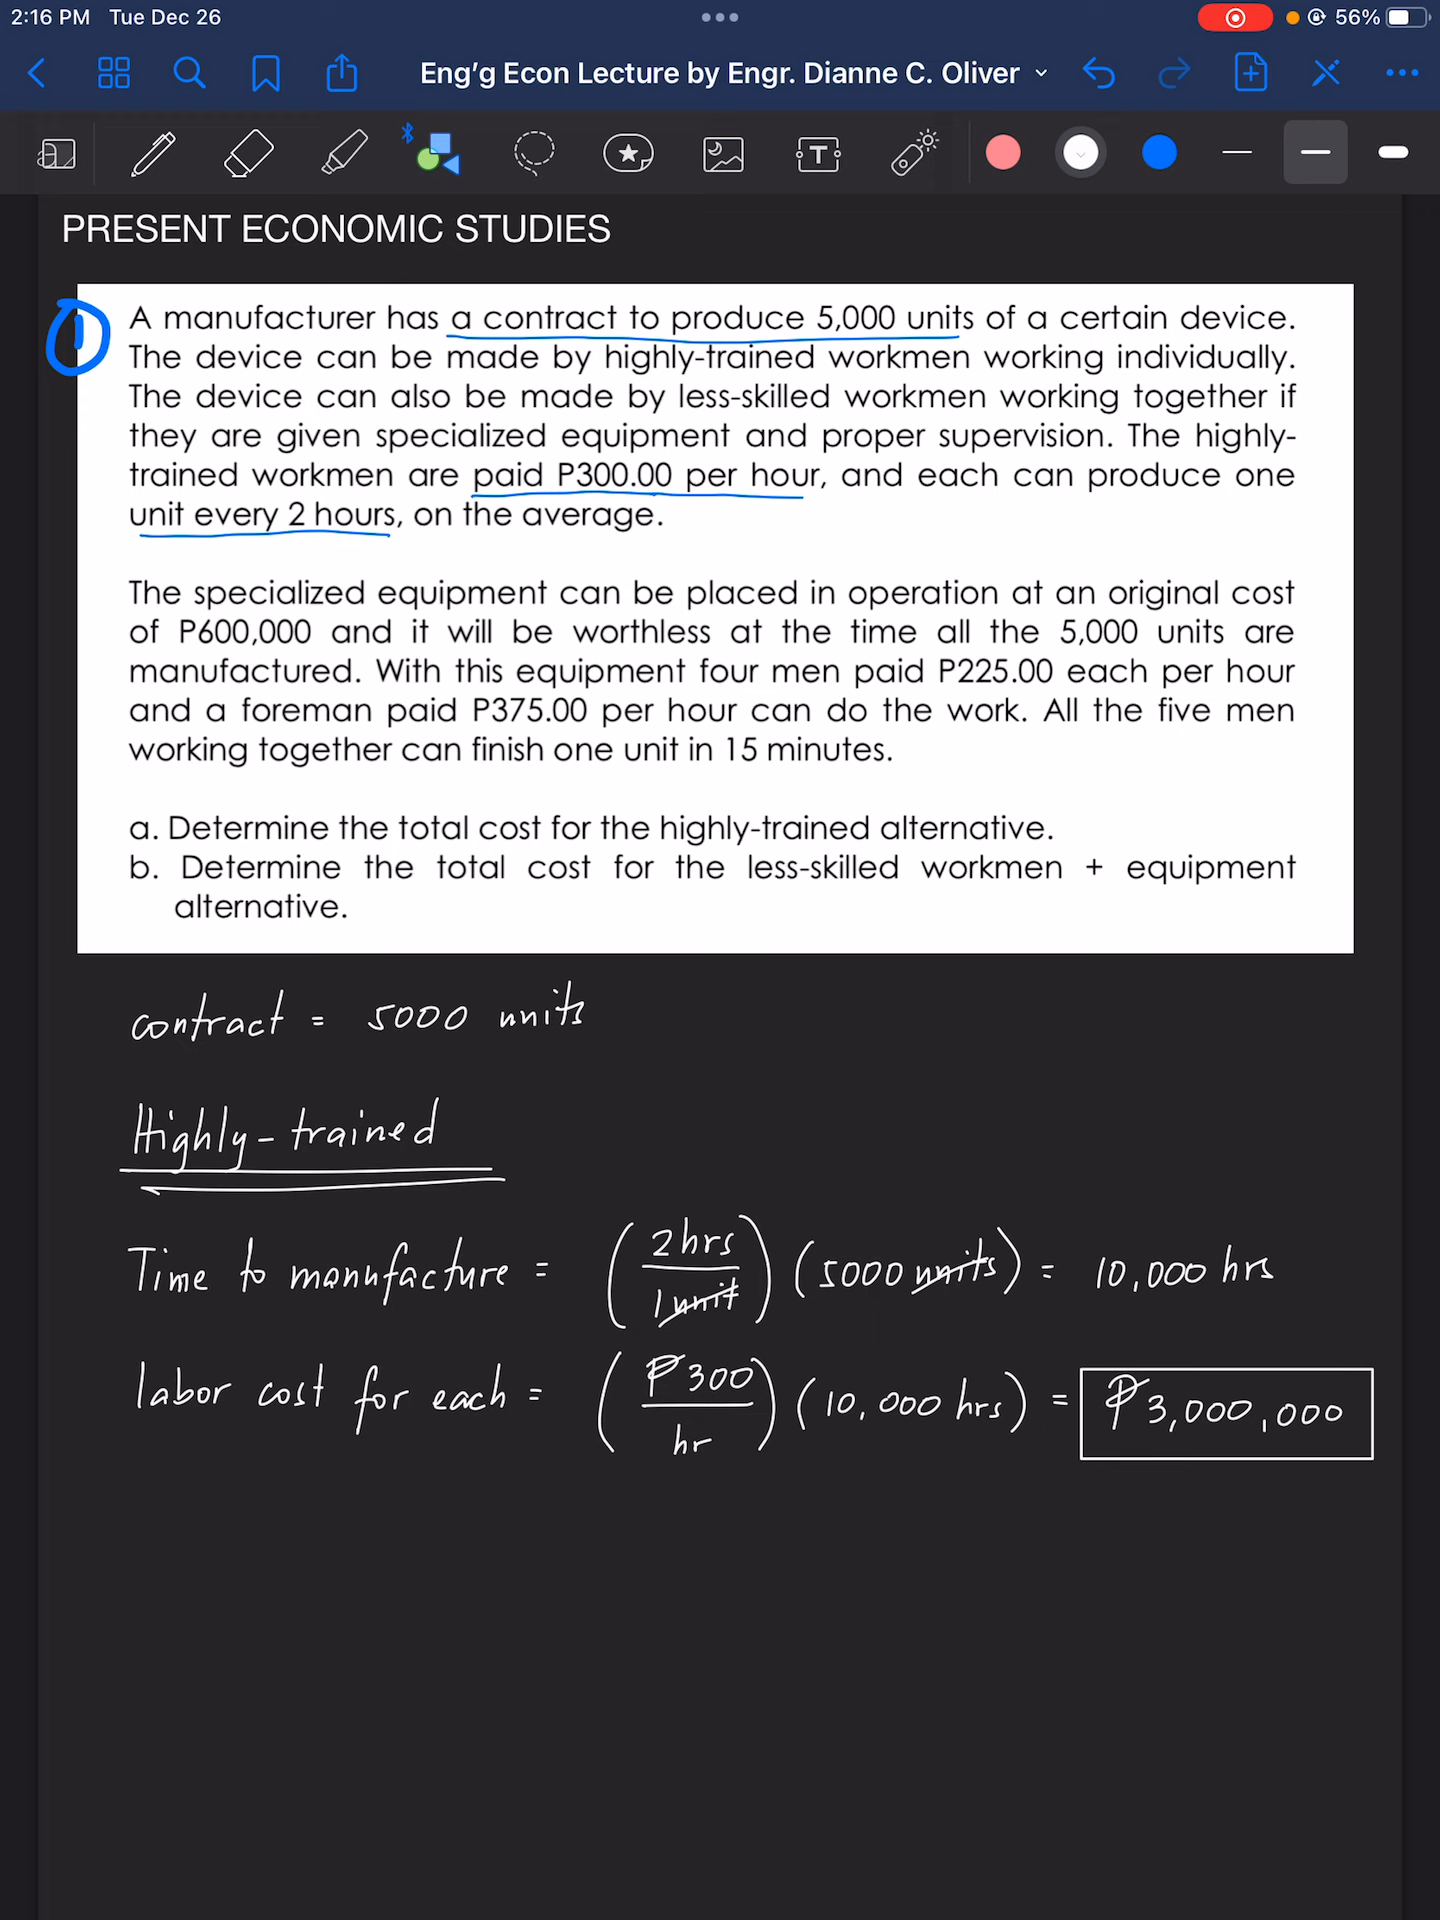 2:16 PM Tue Dec 26
56%
Eng'g Econ Lecture by Engr. Dianne C. Oliver
PRESENT ECONOMIC STUDIES
1
A manufacturer has a contract to produce 5,000 units of a certain device.
The device can be made by highly-trained workmen working individually.
The device can also be made by less-skilled workmen working together if
they are given specialized equipment and proper supervision. The highly-
trained workmen are paid P300.00 per hour, and each can produce one
unit every 2 hours, on the average.
The specialized equipment can be placed in operation at an original cost
of P600,000 and it will be worthless at the time all the 5,000 units are
manufactured. With this equipment four men paid P225.00 each per hour
and a foreman paid P375.00 per hour can do the work. All the five men
working together can finish one unit in 15 minutes.
a. Determine the total cost for the highly-trained alternative.
b. Determine the total cost for the less-skilled workmen + equipment
alternative.
contract = 5000 units
Highly-trained
Time to manufacture = (2hrs / 1 unit) (5000 units) = 10,000 hrs
labor cost for each = (₱300 / hr) (10,000 hrs) = ₱3,000,000